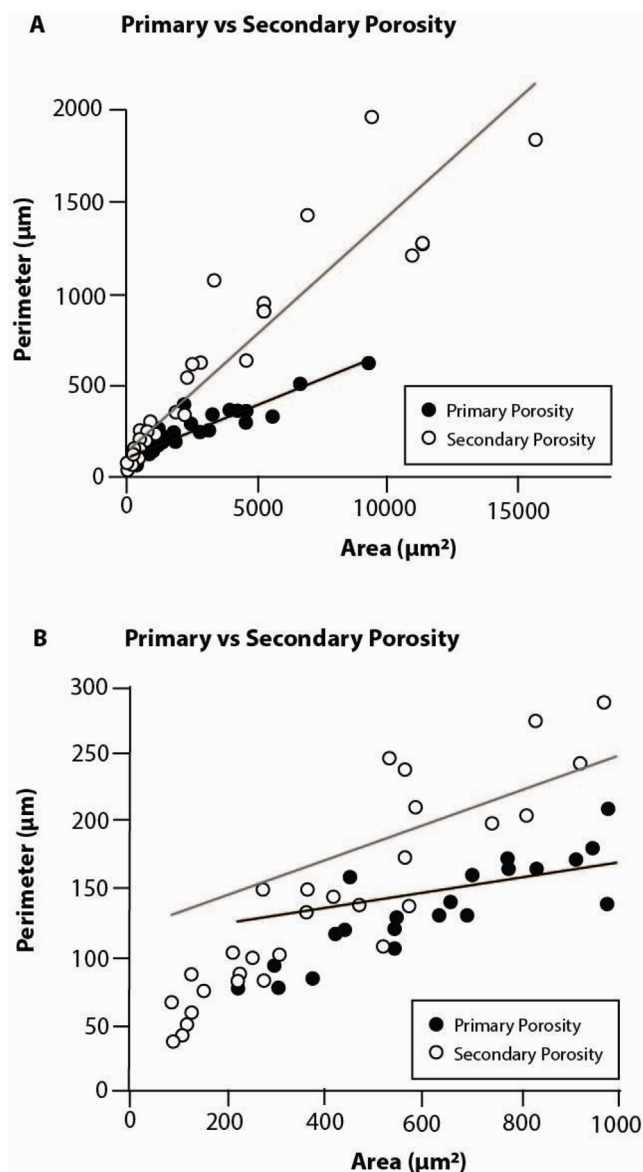 A Primary vs Secondary Porosity
2000
1500
1000
500
0
Perimeter (µm)
Primary Porosity
Secondary Porosity
0 5000 10000 15000
Area (µm²)
B Primary vs Secondary Porosity
300
250
200
150
100
50
0
Perimeter (µm)
Primary Porosity
Secondary Porosity
0 200 400 600 800 1000
Area (µm²)